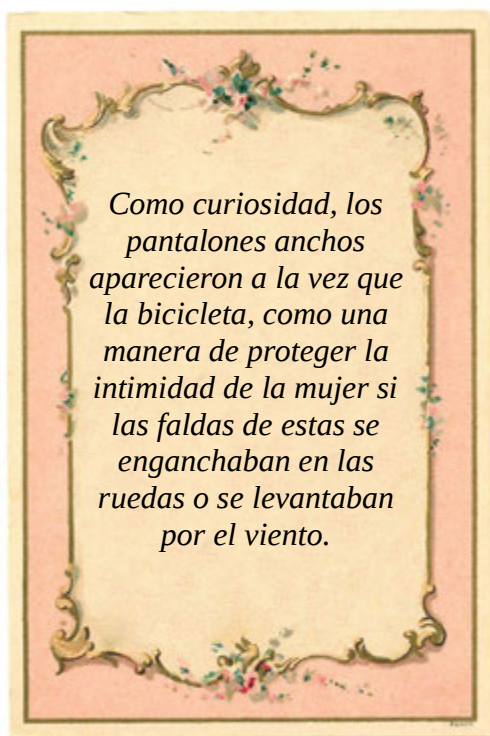 Como curiosidad, los
pantalones anchos
aparecieron a la vez que
la bicicleta, como una
manera de proteger la
intimidad de la mujer si
las faldas de estas se
enganchaban en las
ruedas o se levantaban
por el viento.